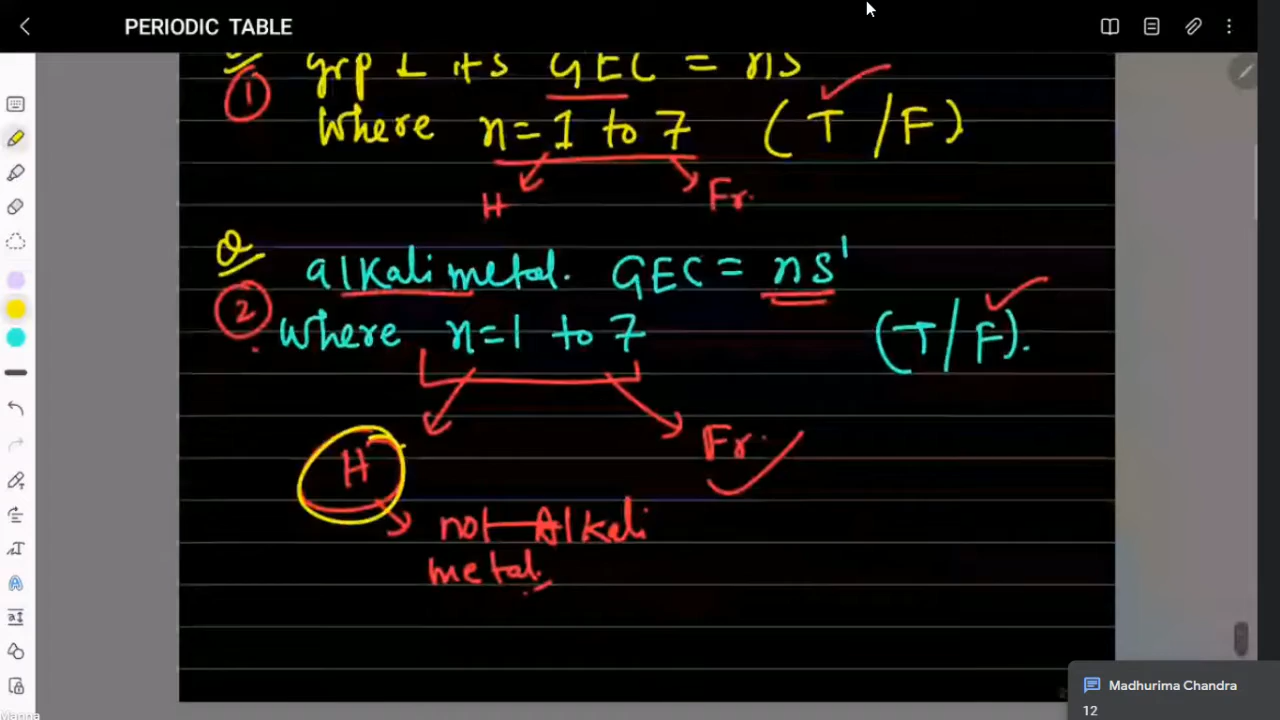 PERIODIC TABLE
Q grp 1 its GEC = ns
① Where n=1 to 7 (T/F)
H Fr.
Q alkali metal. GEC = ns¹
② Where n=1 to 7 (T/F).
H Fr.
not Alkali
metal.
Madhurima Chandra
12